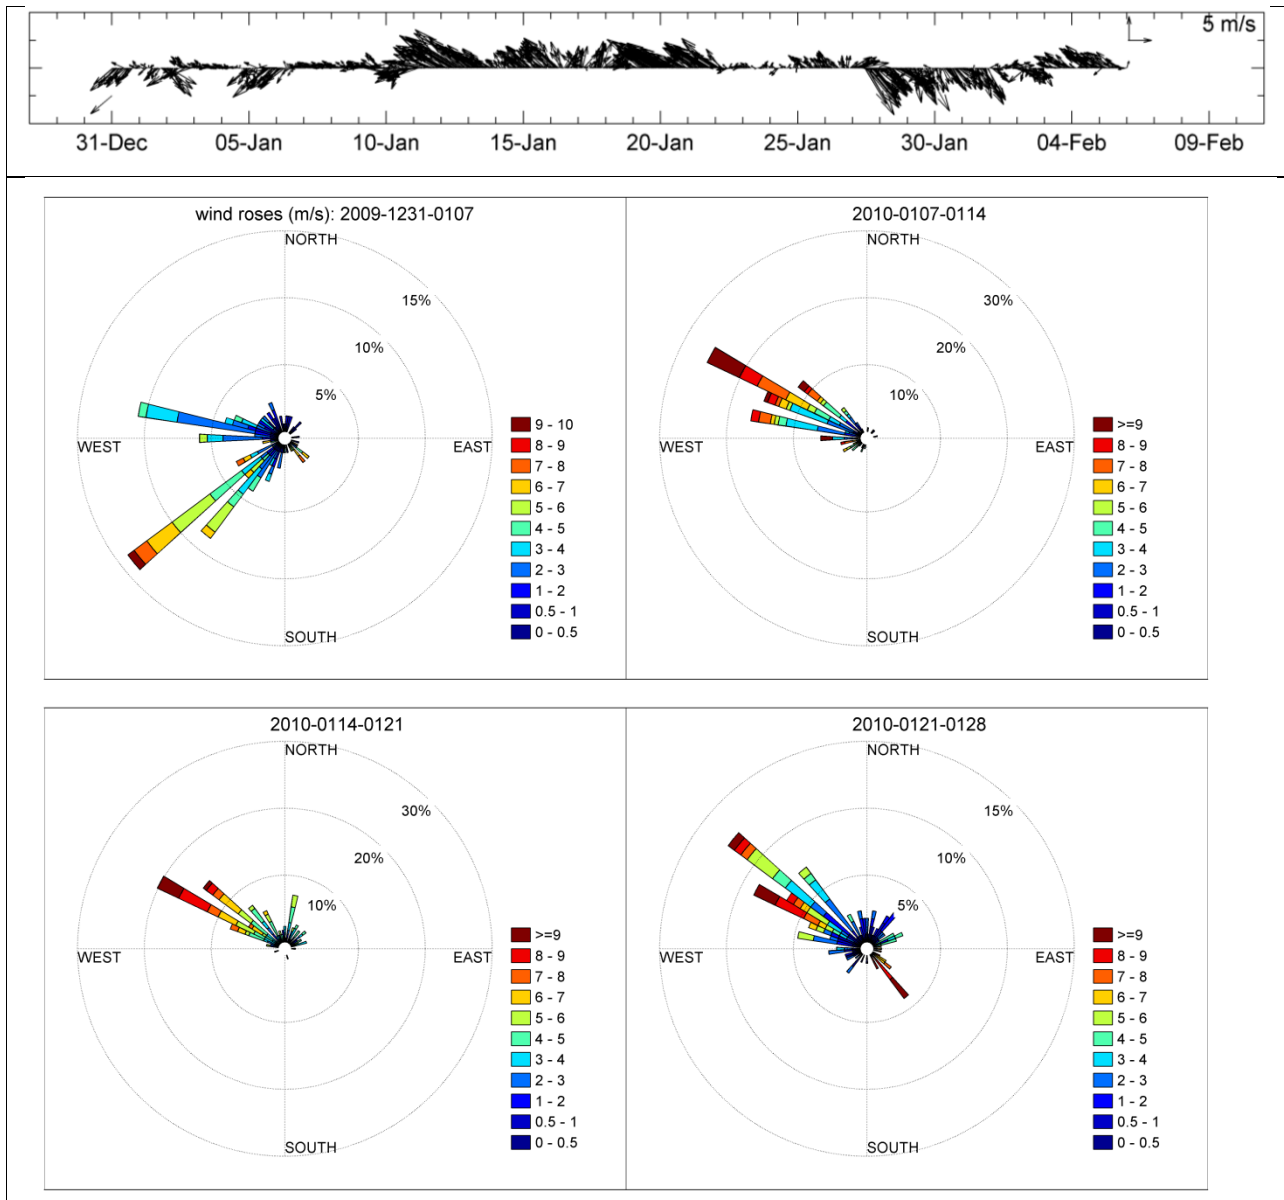 5 m/s
31-Dec 05-Jan 10-Jan 15-Jan 20-Jan 25-Jan 30-Jan 04-Feb 09-Feb
wind roses (m/s): 2009-1231-0107
NORTH
15%
10%
5%
WEST
EAST
SOUTH
9 - 10
8 - 9
7 - 8
6 - 7
5 - 6
4 - 5
3 - 4
2 - 3
1 - 2
0.5 - 1
0 - 0.5
2010-0107-0114
NORTH
30%
20%
10%
WEST
EAST
SOUTH
>=9
8 - 9
7 - 8
6 - 7
5 - 6
4 - 5
3 - 4
2 - 3
1 - 2
0.5 - 1
0 - 0.5
2010-0114-0121
NORTH
30%
20%
10%
WEST
EAST
SOUTH
>=9
8 - 9
7 - 8
6 - 7
5 - 6
4 - 5
3 - 4
2 - 3
1 - 2
0.5 - 1
0 - 0.5
2010-0121-0128
NORTH
15%
10%
5%
WEST
EAST
SOUTH
>=9
8 - 9
7 - 8
6 - 7
5 - 6
4 - 5
3 - 4
2 - 3
1 - 2
0.5 - 1
0 - 0.5